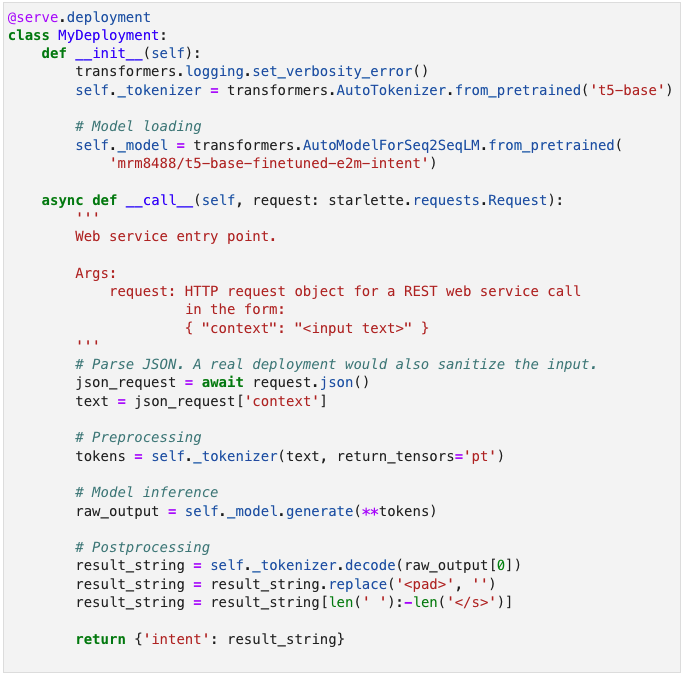 @serve.deployment
class MyDeployment:
    def __init__(self):
        transformers.logging.set_verbosity_error()
        self._tokenizer = transformers.AutoTokenizer.from_pretrained('t5-base')

        # Model loading
        self._model = transformers.AutoModelForSeq2SeqLM.from_pretrained(
            'mrm8488/t5-base-finetuned-e2m-intent')

    async def __call__(self, request: starlette.requests.Request):
        '''
        Web service entry point.

        Args:
            request: HTTP request object for a REST web service call
                     in the form:
                     { "context": "<input text>" }
        '''
        # Parse JSON. A real deployment would also sanitize the input.
        json_request = await request.json()
        text = json_request['context']

        # Preprocessing
        tokens = self._tokenizer(text, return_tensors='pt')

        # Model inference
        raw_output = self._model.generate(**tokens)

        # Postprocessing
        result_string = self._tokenizer.decode(raw_output[0])
        result_string = result_string.replace('<pad>', '')
        result_string = result_string[len(' '):-len('</s>')]

        return {'intent': result_string}